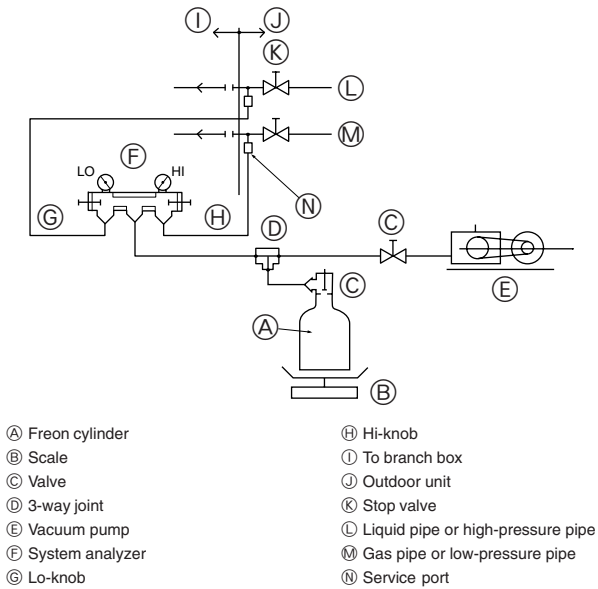 Ⓘ Ⓙ
Ⓚ
Ⓛ
Ⓜ
Ⓕ
LO HI
Ⓝ
Ⓖ Ⓗ
Ⓓ Ⓒ
Ⓔ
Ⓒ
Ⓐ
Ⓑ
Ⓐ Freon cylinder
Ⓑ Scale
Ⓒ Valve
Ⓓ 3-way joint
Ⓔ Vacuum pump
Ⓕ System analyzer
Ⓖ Lo-knob
Ⓗ Hi-knob
Ⓘ To branch box
Ⓙ Outdoor unit
Ⓚ Stop valve
Ⓛ Liquid pipe or high-pressure pipe
Ⓜ Gas pipe or low-pressure pipe
Ⓝ Service port